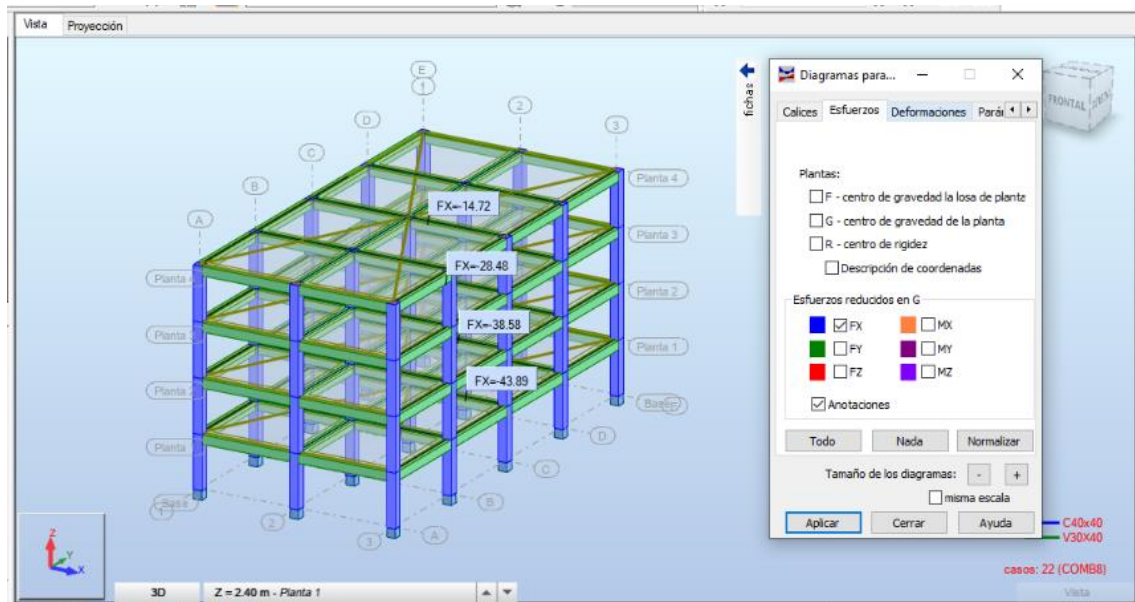 Vista Proyección
fichas
Diagramas para...
Calices Esfuerzos Deformaciones
Plantas:
F - centro de gravedad la losa de planta
G - centro de gravedad de la planta
R - centro de rigidez
Descripción de coordenadas
Esfuerzos reducidos en G
FX MX
FY MY
FZ MZ
Anotaciones
Todo Nada Normalizar
Tamaño de los diagramas: - +
misma escala
Aplicar Cerrar Ayuda
FRONTAL
E
1
D
2
3
C
B
A
Planta 4
Planta 3
Planta 2
Planta 1
Base
FX=-14.72
FX=-28.48
FX=-38.58
FX=-43.89
Planta
Planta
Planta
Planta
Base
1
2
3
A
B
C
D
Z
Y
X
C40x40
V30X40
casos: 22 (COMB8)
3D Z = 2.40 m - Planta 1
Vista